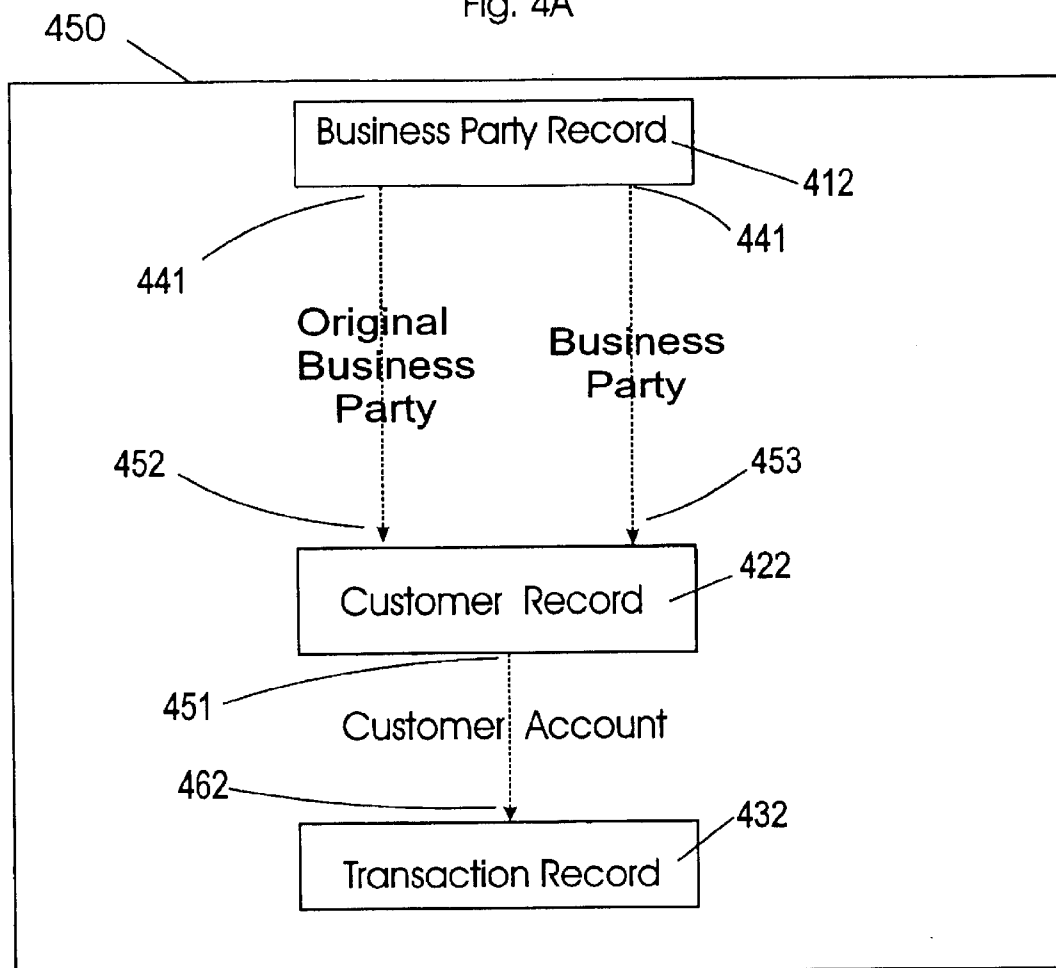 Fig. 4A
450
Business Party Record
412
441
441
Original
Business
Party
Business
Party
452
453
422
Customer Record
451
Customer Account
462
432
Transaction Record